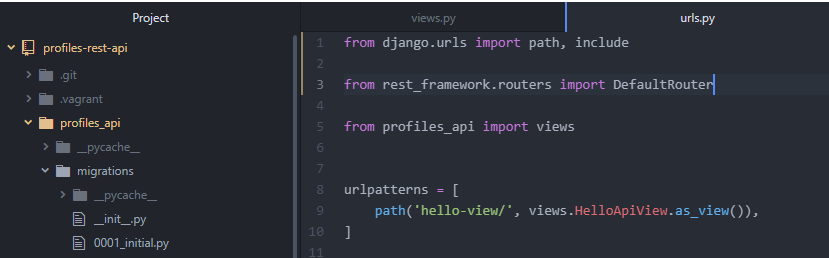 Project
profiles-rest-api
.git
.vagrant
profiles_api
__pycache__
migrations
__pycache__
__init__.py
0001_initial.py
views.py
urls.py
1 from django.urls import path, include
2
3 from rest_framework.routers import DefaultRouter
4
5 from profiles_api import views
6
7
8 urlpatterns = [
9     path('hello-view/', views.HelloApiView.as_view()),
10 ]
11